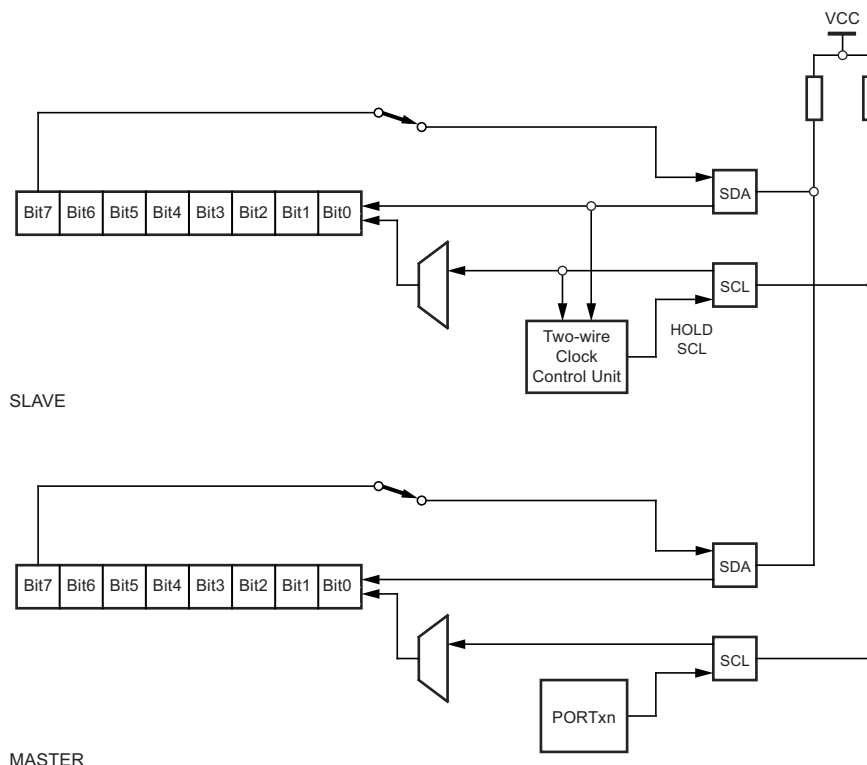 VCC
SDA
Bit7 Bit6 Bit5 Bit4 Bit3 Bit2 Bit1 Bit0
SCL
HOLD
SCL
Two-wire
Clock
Control Unit
SLAVE
SDA
Bit7 Bit6 Bit5 Bit4 Bit3 Bit2 Bit1 Bit0
SCL
PORTxn
MASTER